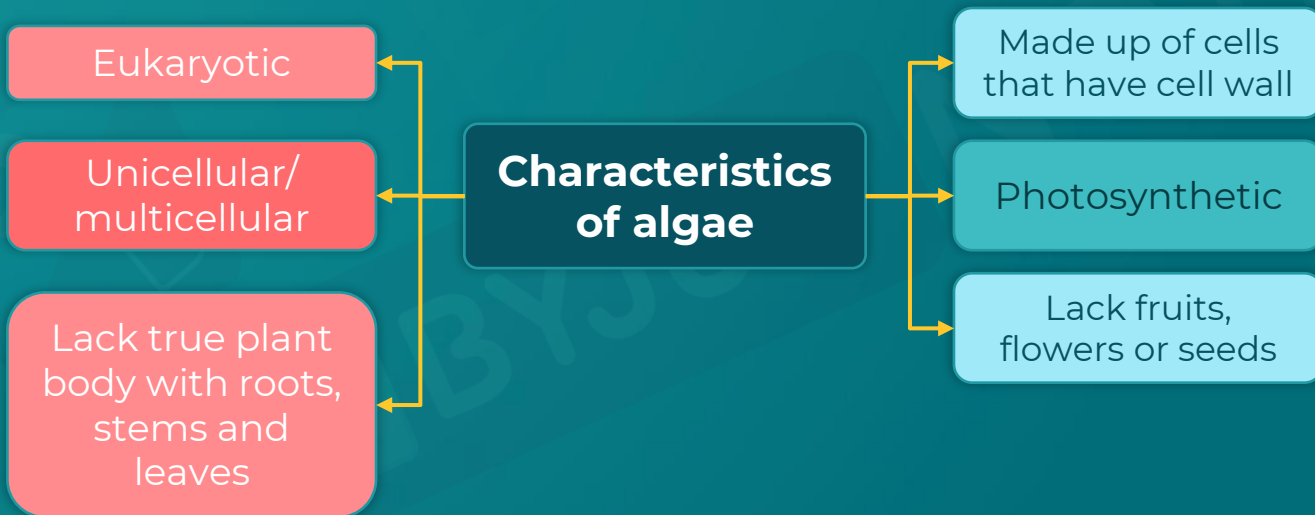 Eukaryotic
Unicellular/
multicellular
Lack true plant
body with roots,
stems and
leaves
Characteristics
of algae
Made up of cells
that have cell wall
Photosynthetic
Lack fruits,
flowers or seeds